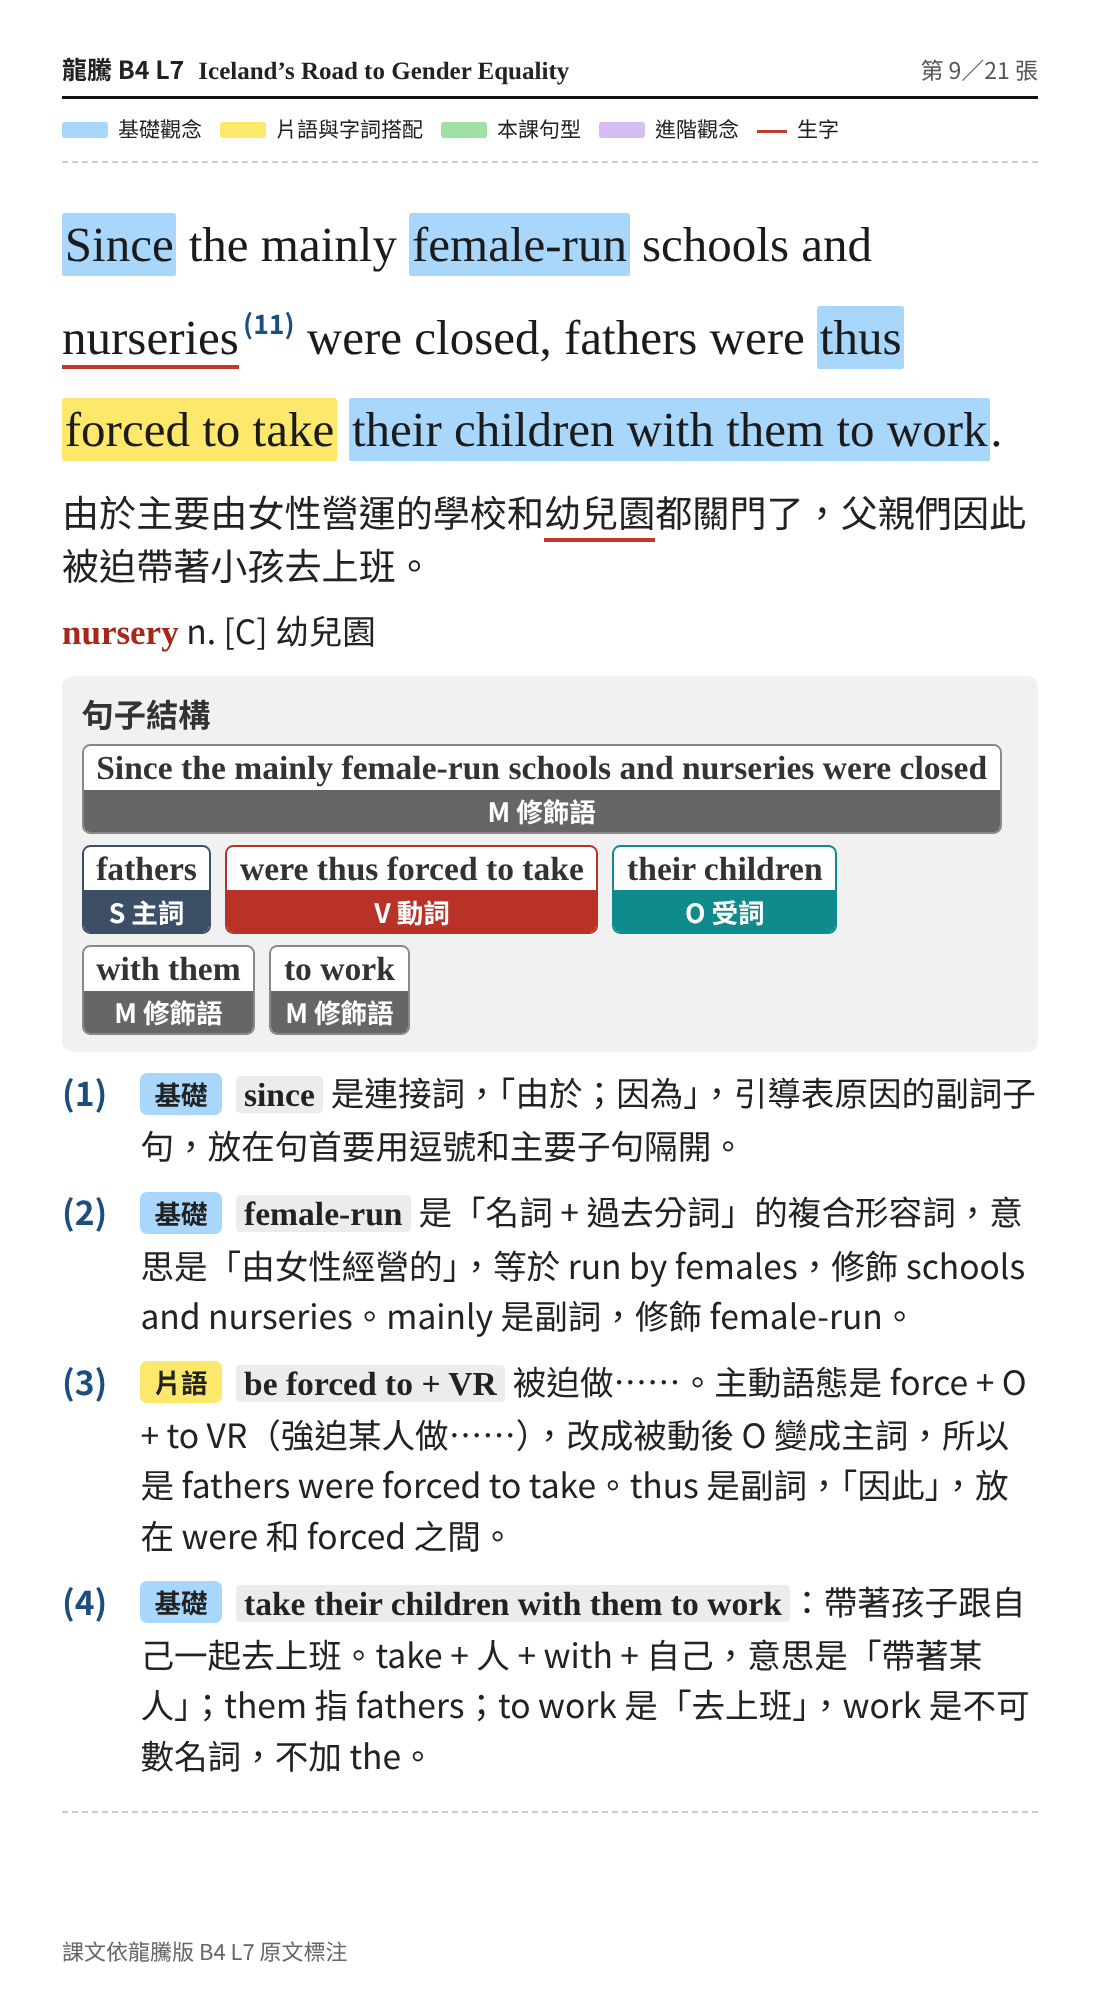 龍騰 B4 L7 Iceland’s Road to Gender Equality 第 9／21 張
基礎觀念 片語與字詞搭配 本課句型 進階觀念 生字
Since the mainly female-run schools and
nurseries(11) were closed, fathers were thus
forced to take their children with them to work.
由於主要由女性營運的學校和幼兒園都關門了，父親們因此
被迫帶著小孩去上班。
nursery n. [C] 幼兒園
句子結構
Since the mainly female-run schools and nurseries were closed
M 修飾語
fathers were thus forced to take their children
S 主詞 V 動詞 O 受詞
with them to work
M 修飾語 M 修飾語
(1) 基礎 since 是連接詞，「由於；因為」，引導表原因的副詞子
句，放在句首要用逗號和主要子句隔開。
(2) 基礎 female-run 是「名詞 + 過去分詞」的複合形容詞，意
思是「由女性經營的」，等於 run by females，修飾 schools
and nurseries。mainly 是副詞，修飾 female-run。
(3) 片語 be forced to + VR 被迫做……。主動語態是 force + O
+ to VR（強迫某人做……），改成被動後 O 變成主詞，所以
是 fathers were forced to take。thus 是副詞，「因此」，放
在 were 和 forced 之間。
(4) 基礎 take their children with them to work：帶著孩子跟自
己一起去上班。take + 人 + with + 自己，意思是「帶著某
人」；them 指 fathers；to work 是「去上班」，work 是不可
數名詞，不加 the。
課文依龍騰版 B4 L7 原文標注